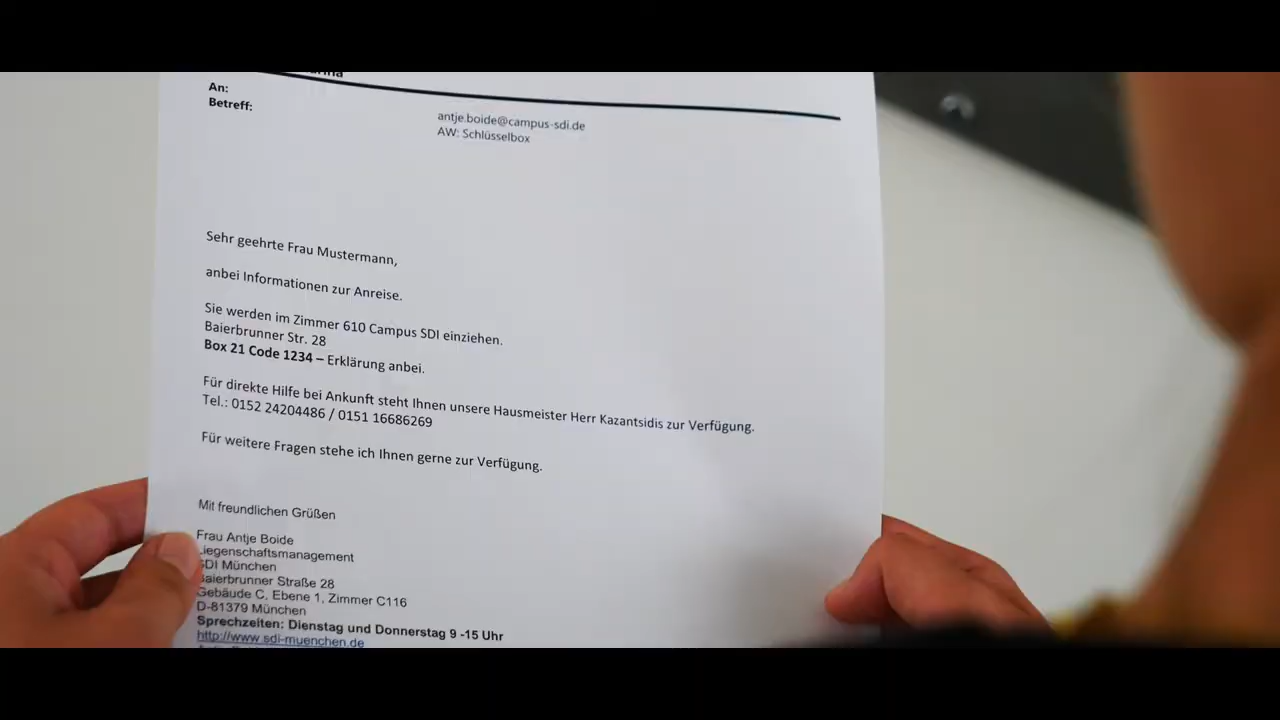 An:
Betreff:
antje.boide@campus-sdi.de
AW: Schlüsselbox
Sehr geehrte Frau Mustermann,
anbei Informationen zur Anreise.
Sie werden im Zimmer 610 Campus SDI einziehen.
Baierbrunner Str. 28
Box 21 Code 1234 – Erklärung anbei.
Für direkte Hilfe bei Ankunft steht Ihnen unsere Hausmeister Herr Kazantsidis zur Verfügung.
Tel.: 0152 24204486 / 0151 16686269
Für weitere Fragen stehe ich Ihnen gerne zur Verfügung.
Mit freundlichen Grüßen
Frau Antje Boide
Liegenschaftsmanagement
SDI München
Baierbrunner Straße 28
Gebäude C, Ebene 1, Zimmer C116
D-81379 München
Sprechzeiten: Dienstag und Donnerstag 9 -15 Uhr
http://www.sdi-muenchen.de